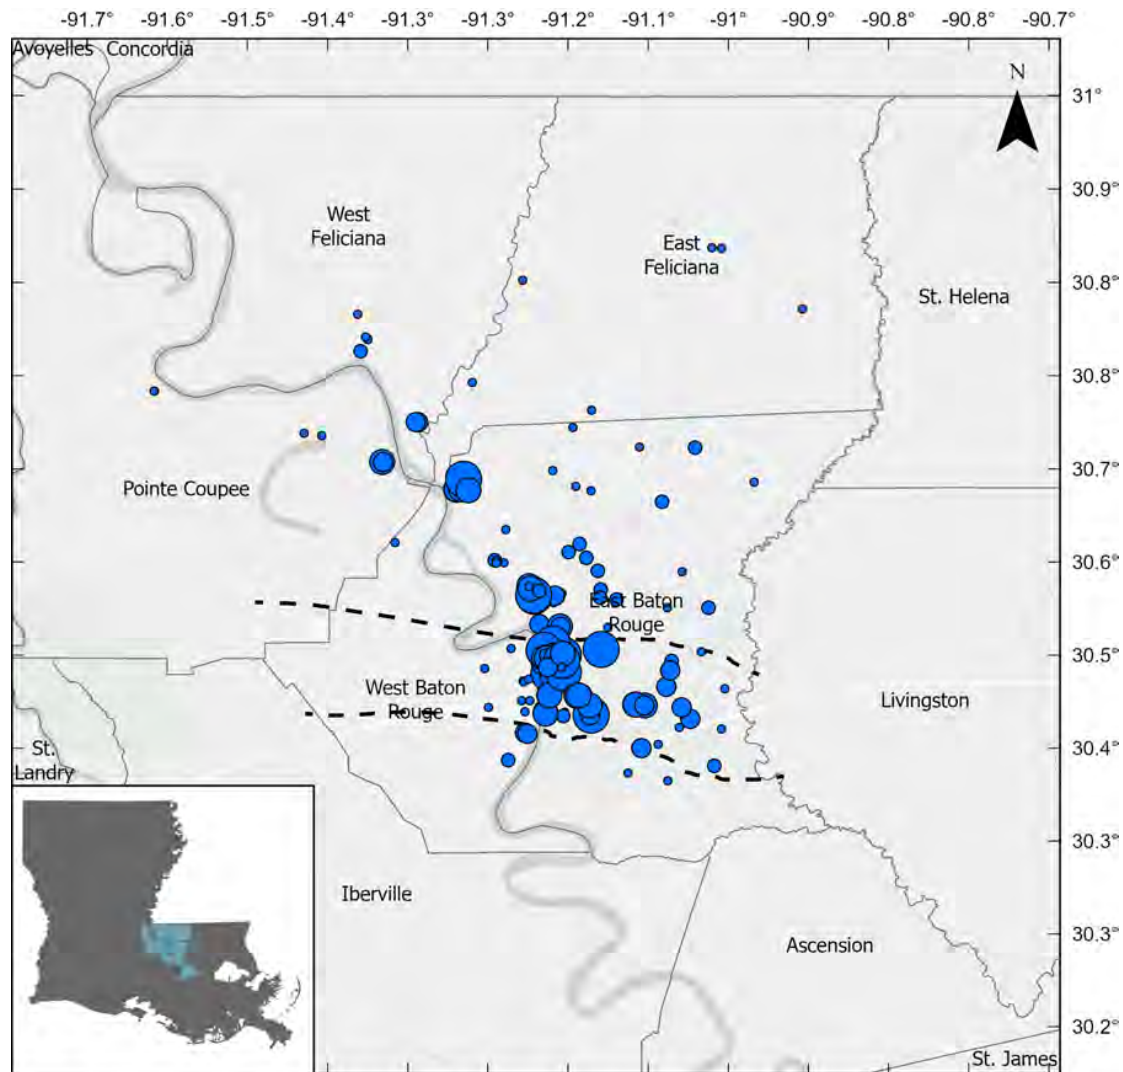 -91.7° -91.6° -91.5° -91.4° -91.3° -91.3° -91.2° -91.2° -91.1° -91° -90.9° -90.8° -90.8° -90.7°
Avoyelles Concordia
N
31°
30.9°
West
Feliciana
East
Feliciana
30.8°
St. Helena
30.8°
Pointe Coupee
30.7°
30.6°
East Baton
Rouge
30.5°
West Baton
Rouge
Livingston
St.
Landry
30.4°
30.3°
Iberville
30.3°
Ascension
30.2°
St. James